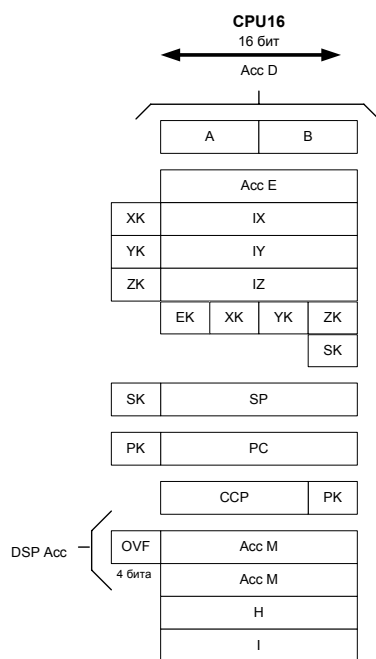 CPU16
16 бит
Acc D
A B
Acc E
XK IX
YK IY
ZK IZ
EK XK YK ZK
SK
SK SP
PK PC
CCP PK
DSP Acc OVF Acc M
4 бита Acc M
H
I